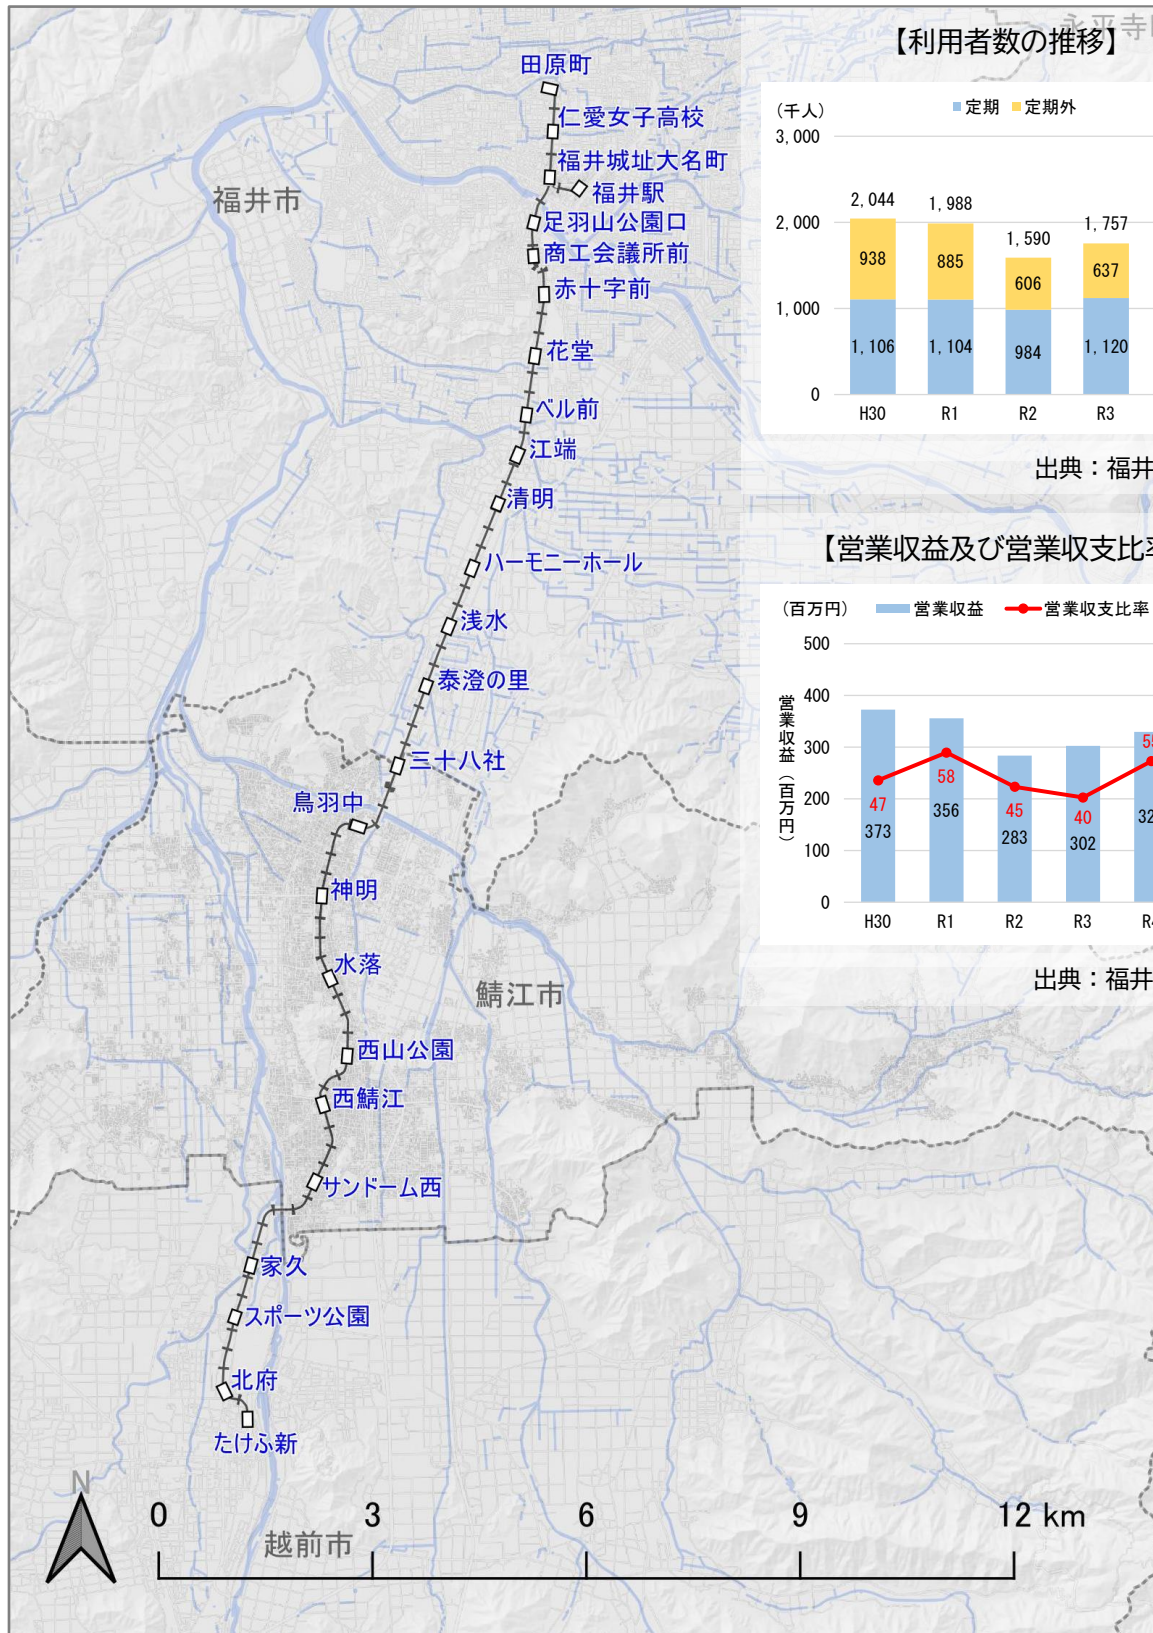 田原町
仁愛女子高校
福井城址大名町
福井駅
足羽山公園口
商工会議所前
赤十字前
花堂
ベル前
江端
清明
ハーモニーホール
浅水
泰澄の里
三十八社
鳥羽中
神明
水落
西山公園
西鯖江
サンドーム西
家久
スポーツ公園
北府
たけふ新
福井市
鯖江市
越前市
永平寺
N
0 3 6 9 12 km
【利用者数の推移】
(千人)
定期 定期外
3,000
2,000
1,000
0
2,044 1,988 1,590 1,757
938 885 606 637
1,106 1,104 984 1,120
H30 R1 R2 R3
出典：福井
【営業収益及び営業収支比率
(百万円) 営業収益 営業収支比率
営業収益（百万円）
500
400
300
200
100
0
47 58 45 40 55
373 356 283 302 32
H30 R1 R2 R3 R4
出典：福井